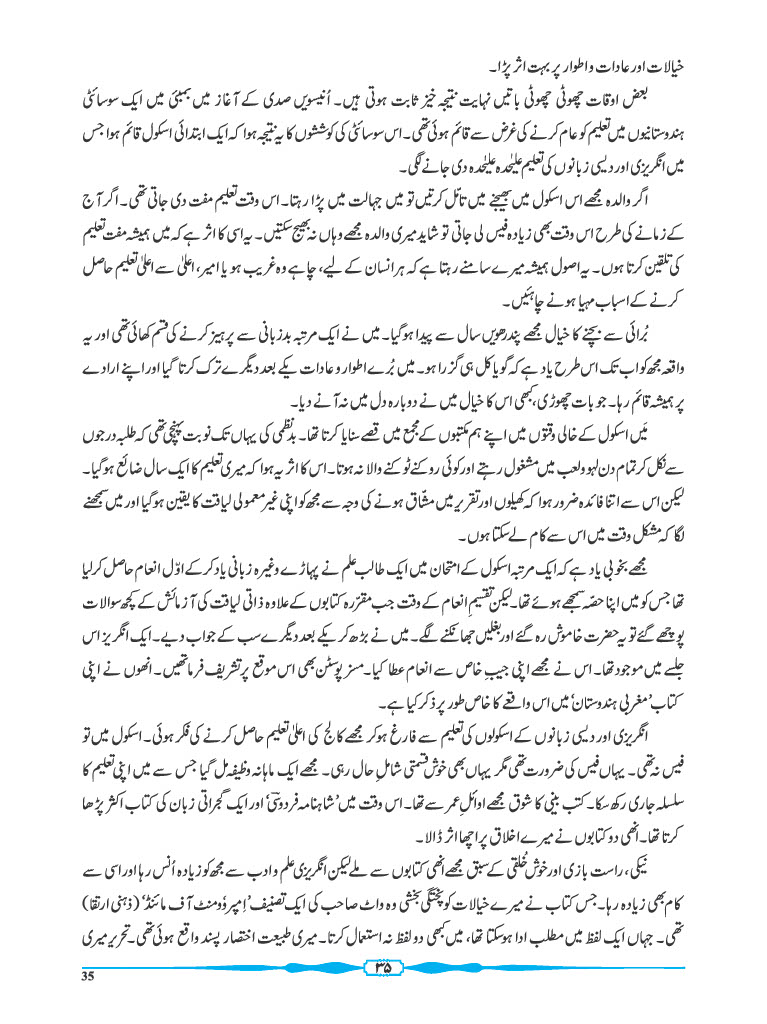 خیالات اور عادات و اطوار پر بہت اثر پڑا۔
بعض اوقات چھوٹی چھوٹی باتیں نہایت نتیجہ خیز ثابت ہوتی ہیں۔ اُنیسویں صدی کے آغاز میں بمبئی میں ایک سوسائٹی
ہندوستانیوں میں تعلیم کو عام کرنے کی غرض سے قائم ہوئی تھی۔ اس سوسائٹی کی کوششوں کا یہ نتیجہ ہوا کہ ایک ابتدائی اسکول قائم ہوا جس
میں انگریزی اور دیسی زبانوں کی تعلیم علیٰحدہ علیٰحدہ دی جانے لگی۔
اگر والدہ مجھے اس اسکول میں بھیجنے میں تامّل کرتیں تو میں جہالت میں پڑا رہتا۔ اس وقت تعلیم مفت دی جاتی تھی۔ اگر آج
کے زمانے کی طرح اس وقت بھی زیادہ فیس لی جاتی تو شاید میری والدہ مجھے وہاں نہ بھیج سکتیں۔ یہ اسی کا اثر ہے کہ میں ہمیشہ مفت تعلیم
کی تلقین کرتا ہوں۔ یہ اصول ہمیشہ میرے سامنے رہتا ہے کہ ہر انسان کے لیے، چاہے وہ غریب ہو یا امیر، اعلیٰ سے اعلیٰ تعلیم حاصل
کرنے کے اسباب مہیا ہونے چاہئیں۔
بُرائی سے بچنے کا خیال مجھے پندرھویں سال سے پیدا ہوگیا۔ میں نے ایک مرتبہ بدزبانی سے پرہیز کرنے کی قسم کھائی تھی اور یہ
واقعہ مجھ کو اب تک اس طرح یاد ہے کہ گویا کل ہی گزرا ہو۔ میں بُرے اطوار و عادات یکے بعد دیگرے ترک کرتا گیا اور اپنے ارادے
پر ہمیشہ قائم رہا۔ جو بات چھوڑی، کبھی اس کا خیال میں نے دوبارہ دل میں نہ آنے دیا۔
میَں اسکول کے خالی وقتوں میں اپنے ہم مکتبوں کے مجمع میں قصے سنایا کرتا تھا۔ بدنظمی کی یہاں تک نوبت پہنچی تھی کہ طلبہ درجوں
سے نکل کر تمام دن لہو ولعب میں مشغول رہتے اور کوئی روکنے ٹوکنے والا نہ ہوتا۔ اس کا اثر یہ ہوا کہ میری تعلیم کا ایک سال ضائع ہوگیا۔
لیکن اس سے اتنا فائدہ ضرور ہوا کہ کھیلوں اور تقریر میں مشّاق ہونے کی وجہ سے مجھ کو اپنی غیر معمولی لیاقت کا یقین ہوگیا اور میں سمجھنے
لگا کہ مشکل وقت میں اس سے کام لے سکتا ہوں۔
مجھے بخوبی یاد ہے کہ ایک مرتبہ اسکول کے امتحان میں ایک طالب علم نے پہاڑے وغیرہ زبانی یاد کرکے اوّل انعام حاصل کرلیا
تھا جس کو میں اپنا حصّہ سمجھے ہوئے تھا۔ لیکن تقسیمِ انعام کے وقت جب مقرّرہ کتابوں کے علاوہ ذاتی لیاقت کی آزمائش کے کچھ سوالات
پوچھے گئے تو یہ حضرت خاموش رہ گئے اور بغلیں جھانکنے لگے۔ میں نے بڑھ کر یکے بعد دیگرے سب کے جواب دیے۔ ایک انگریز اس
جلسے میں موجود تھا۔ اس نے مجھے اپنی جیبِ خاص سے انعام عطا کیا۔ مسز پوسٹن بھی اس موقع پر تشریف فرما تھیں۔ انھوں نے اپنی
کتاب ’مغربی ہندوستان‘ میں اس واقعے کا خاص طور پر ذکر کیا ہے۔
انگریزی اور دیسی زبانوں کے اسکولوں کی تعلیم سے فارغ ہوکر مجھے کالج کی اعلیٰ تعلیم حاصل کرنے کی فکر ہوئی۔ اسکول میں تو
فیس نہ تھی۔ یہاں فیس کی ضرورت تھی مگر یہاں بھی خوش قسمتی شاملِ حال رہی۔ مجھے ایک ماہانہ وظیفہ مل گیا جس سے میں اپنی تعلیم کا
سلسلہ جاری رکھ سکا۔ کتب بینی کا شوق مجھے اوائلِ عمر سے تھا۔ اس وقت میں ’شاہنامہ فردوسیؔ‘ اور ایک گجراتی زبان کی کتاب اکثر پڑھا
کرتا تھا۔ انھی دو کتابوں نے میرے اخلاق پر اچھا اثر ڈالا۔
نیکی، راست بازی اور خوش خُلقی کے سبق مجھے انھی کتابوں سے ملے لیکن انگریزی علم و ادب سے مجھ کو زیادہ اُنس رہا اور اسی سے
کام بھی زیادہ رہا۔ جس کتاب نے میرے خیالات کو پختگی بخشی وہ واٹ صاحب کی ایک تصنیف ’اِمپروومنٹ آف مائنڈ‘ (ذہنی ارتقا)
تھی۔ جہاں ایک لفظ میں مطلب ادا ہوسکتا تھا، میں کبھی دو لفظ نہ استعمال کرتا۔ میری طبیعت اختصار پسند واقع ہوئی تھی۔ تحریر میری
۳۵
35